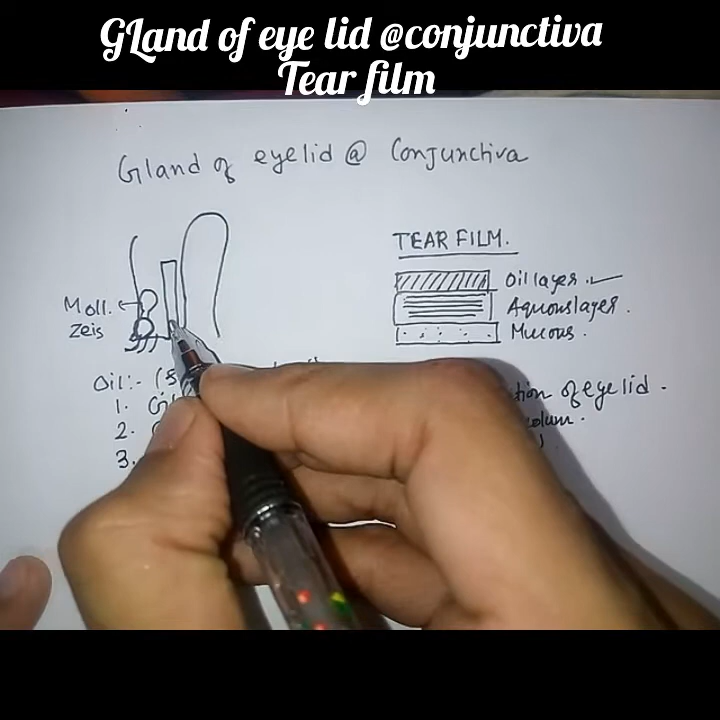 GLand of eye lid @conjunctiva
Tear film
Gland of eyelid @ Conjunctiva
TEAR FILM.
Oil layer.
Moll.
Aqueous layer.
Zeis
Mucous.
Oil:- (S
of eyelid.
1.
2.
3.